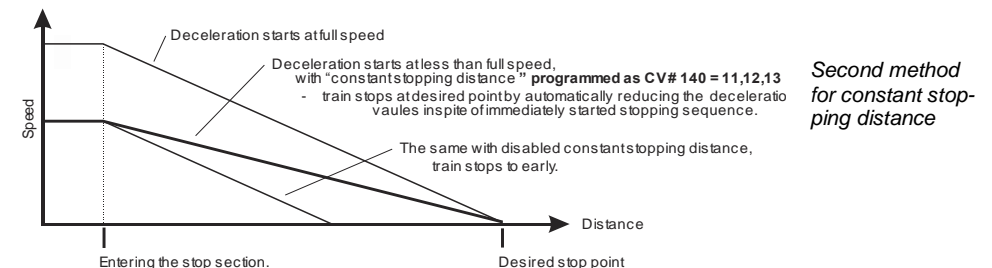 Deceleration starts at full speed
Deceleration starts at less than full speed,
with “constant stopping distance ” programmed as CV# 140 = 11,12,13
- train stops at desired point by automatically reducing the deceleratio
vaules inspite of immediately started stopping sequence.
The same with disabled constant stopping distance,
train stops to early.
Speed
Distance
Entering the stop section.
Desired stop point
Second method
for constant stop-
ping distance